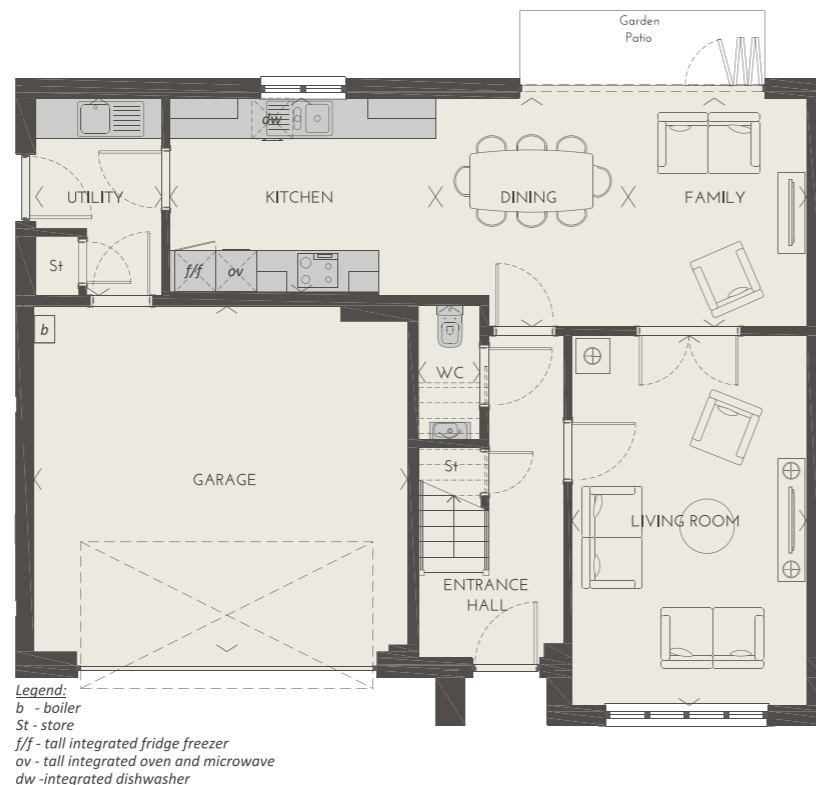 Garden
Patio
dw
UTILITY
KITCHEN
DINING
FAMILY
St
f/f
ov
b
WC
St
GARAGE
LIVING ROOM
ENTRANCE
HALL
Legend:
b - boiler
St - store
f/f - tall integrated fridge freezer
ov - tall integrated oven and microwave
dw -integrated dishwasher